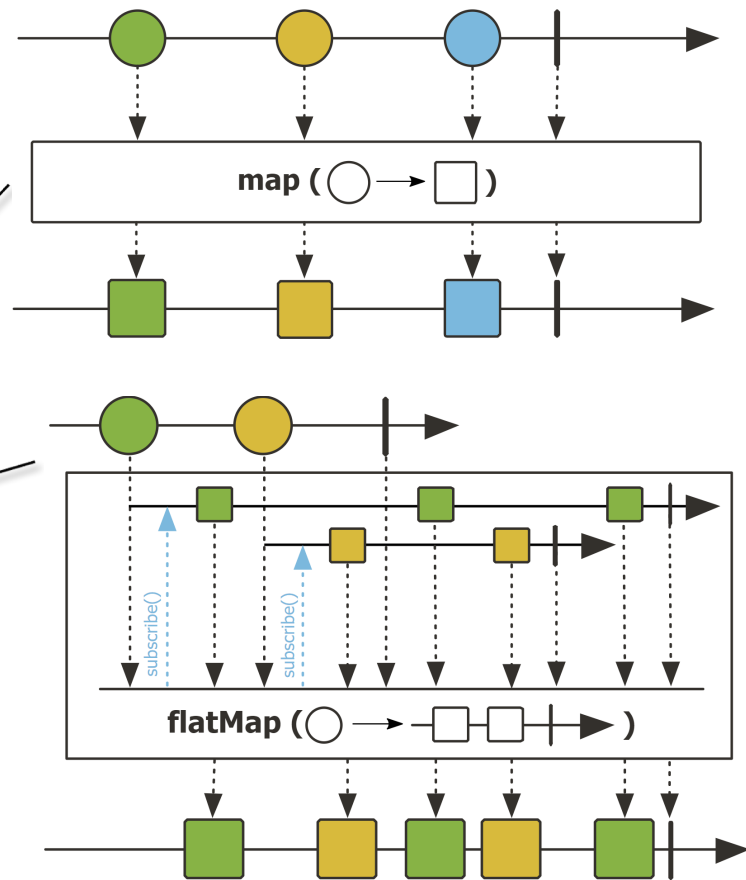 map ( → )
subscribe()
subscribe()
flatMap ( → )